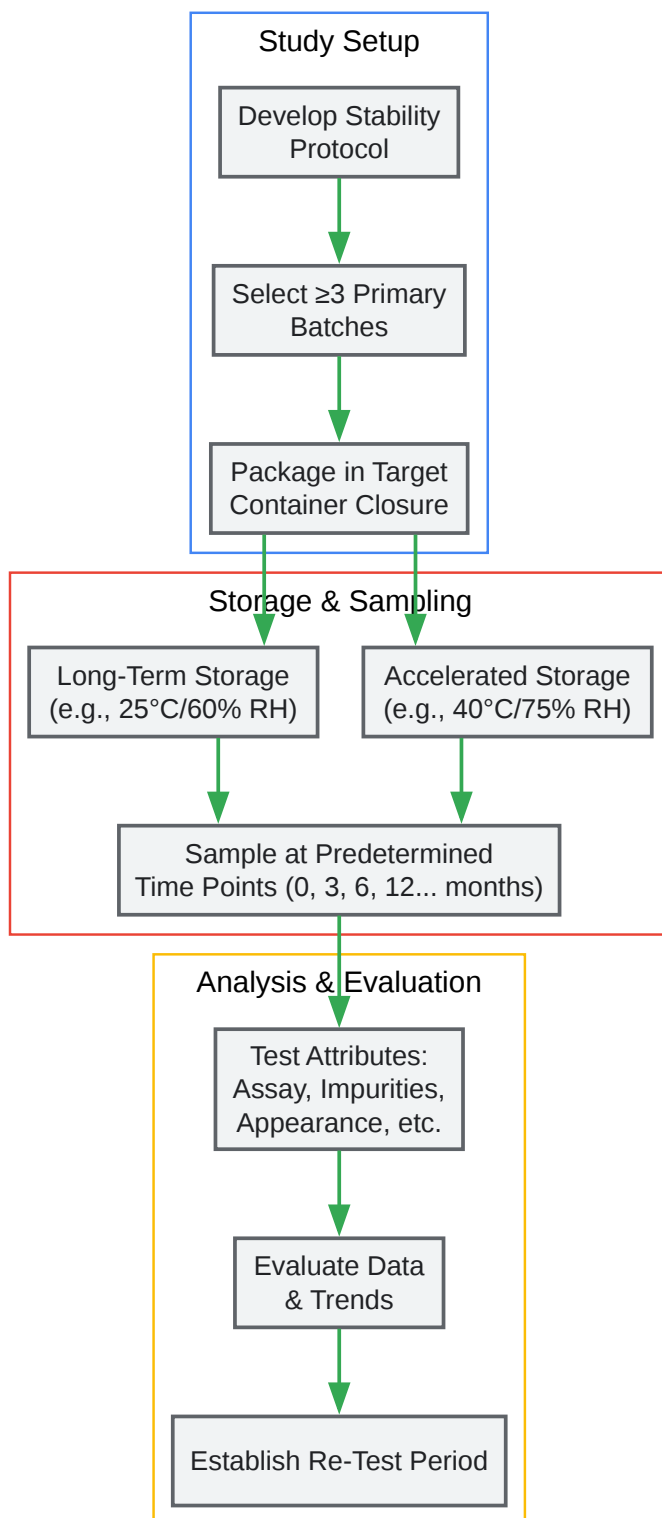 Study Setup
Develop Stability
Protocol
Select ≥3 Primary
Batches
Package in Target
Container Closure
Storage & Sampling
Long-Term Storage
(e.g., 25°C/60% RH)
Accelerated Storage
(e.g., 40°C/75% RH)
Sample at Predetermined
Time Points (0, 3, 6, 12... months)
Analysis & Evaluation
Test Attributes:
Assay, Impurities,
Appearance, etc.
Evaluate Data
& Trends
Establish Re-Test Period